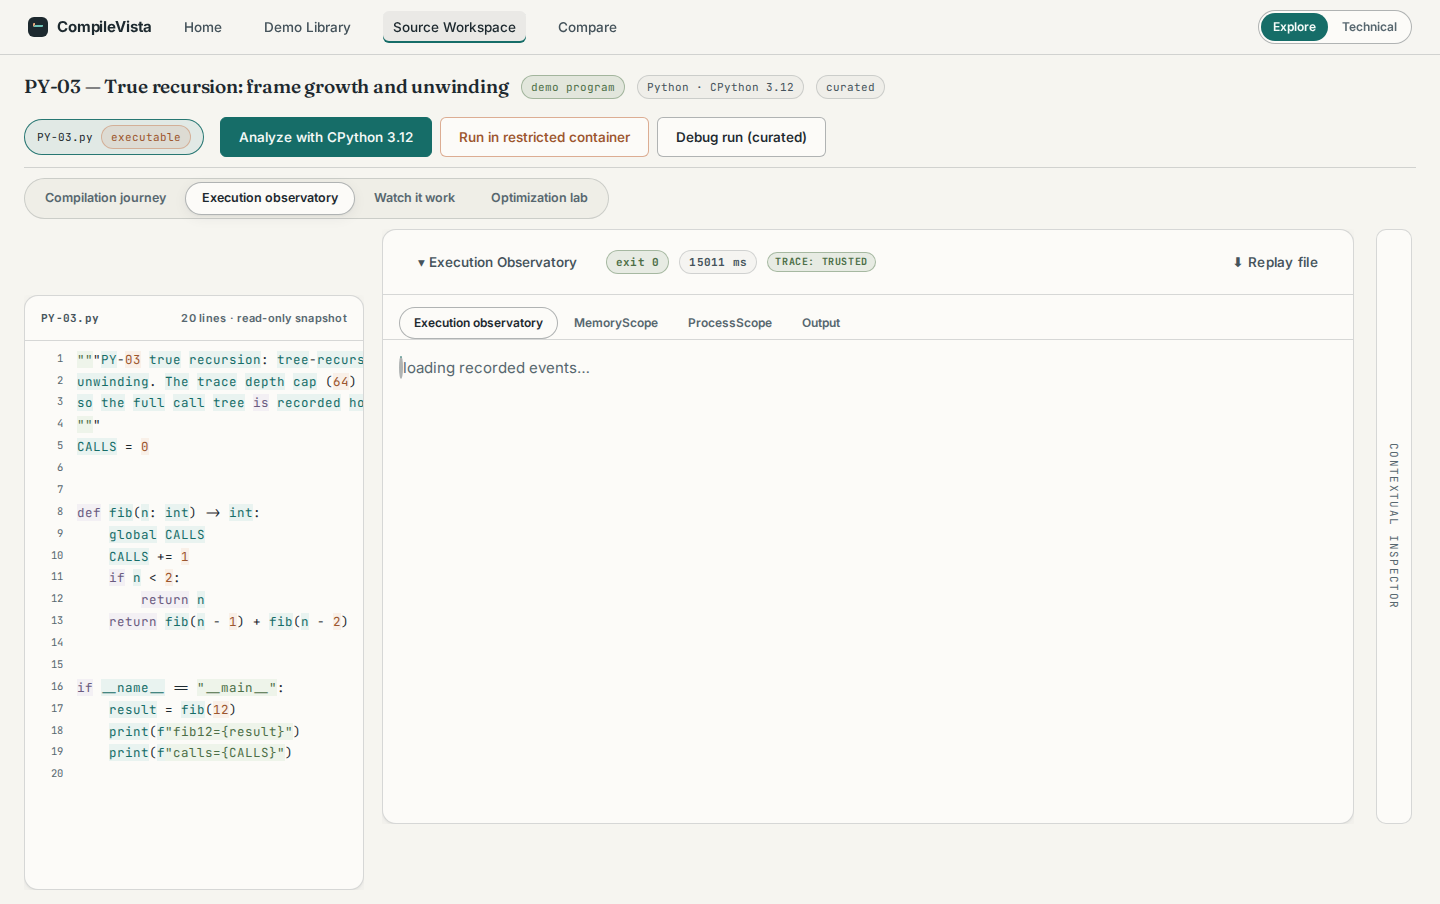 CompileVista Home Demo Library Source Workspace Compare Explore Technical
PY-03 — True recursion: frame growth and unwinding demo program Python · CPython 3.12 curated
PY-03.py executable Analyze with CPython 3.12 Run in restricted container Debug run (curated)
Compilation journey Execution observatory Watch it work Optimization lab
▾ Execution Observatory exit 0 15011 ms TRACE: TRUSTED ⬇ Replay file
PY-03.py 20 lines · read-only snapshot
Execution observatory MemoryScope ProcessScope Output
loading recorded events…
1 """PY-03 true recursion: tree-recurs
2 unwinding. The trace depth cap (64)
3 so the full call tree is recorded ho
4 """
5 CALLS = 0
6
7
8 def fib(n: int) -> int:
9 global CALLS
10 CALLS += 1
11 if n < 2:
12 return n
13 return fib(n - 1) + fib(n - 2)
14
15
16 if __name__ == "__main__":
17 result = fib(12)
18 print(f"fib12={result}")
19 print(f"calls={CALLS}")
20
CONTEXTUAL INSPECTOR